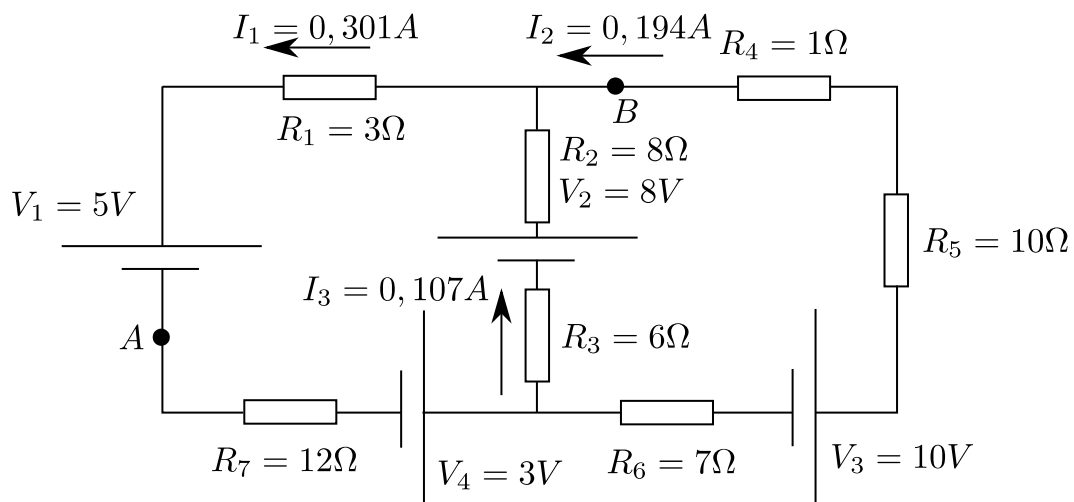 I₁ = 0,301A
I₂ = 0,194A
R₄ = 1Ω
B
R₁ = 3Ω
R₂ = 8Ω
V₂ = 8V
V₁ = 5V
R₅ = 10Ω
I₃ = 0,107A
A
R₃ = 6Ω
R₇ = 12Ω
V₄ = 3V
R₆ = 7Ω
V₃ = 10V